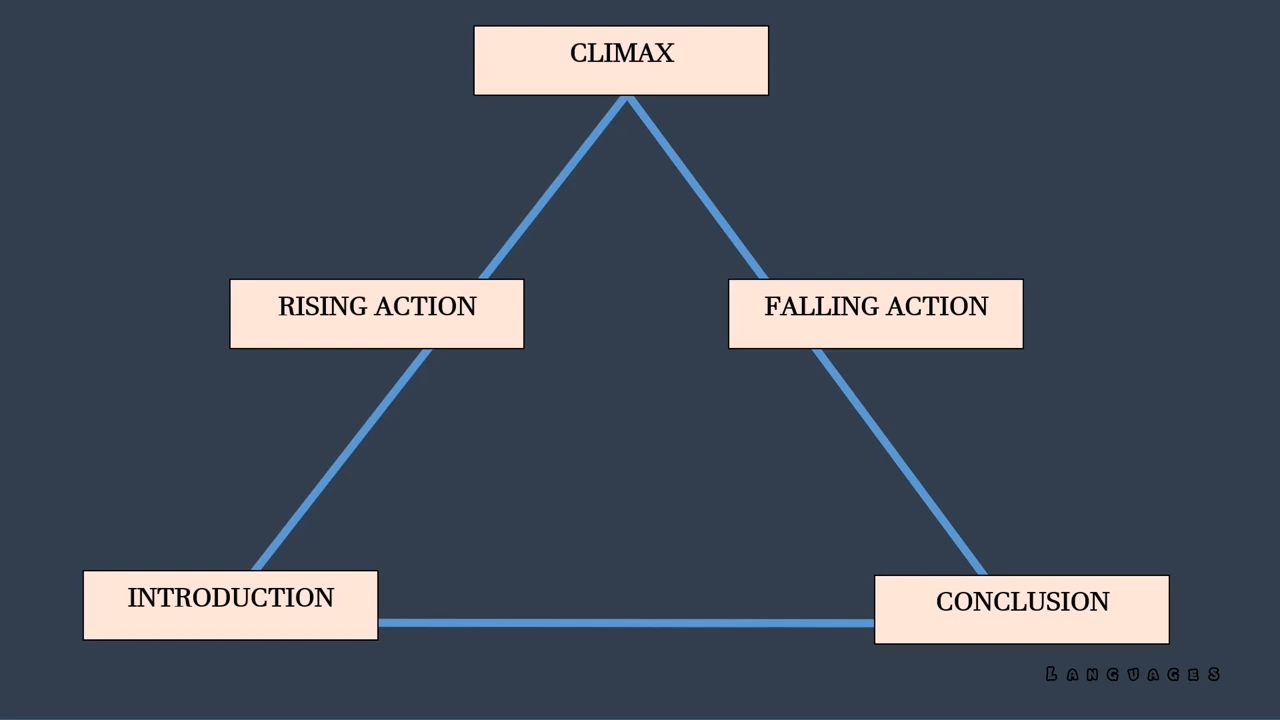 CLIMAX
RISING ACTION
FALLING ACTION
INTRODUCTION
CONCLUSION
LANGUAGES